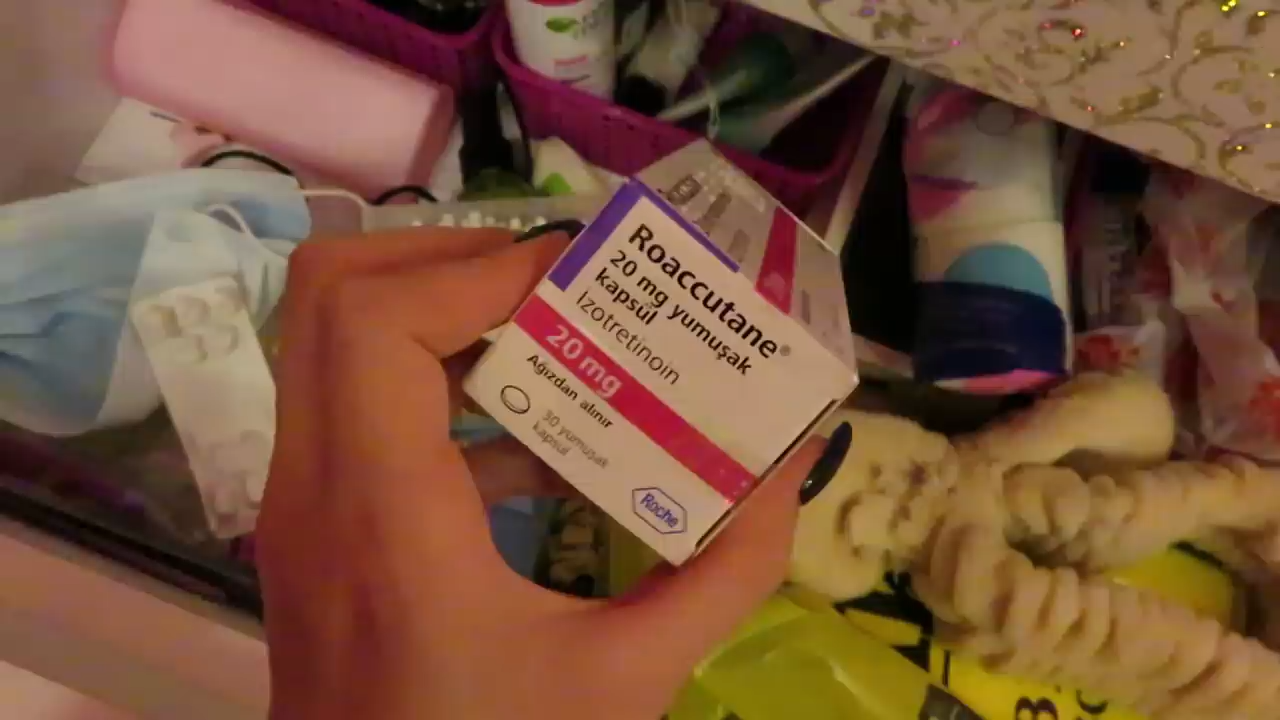 Roaccutane®
20 mg yumuşak
kapsül
İzotretinoin
20 mg
Ağızdan alınır
30 yumuşak
kapsül
Roche